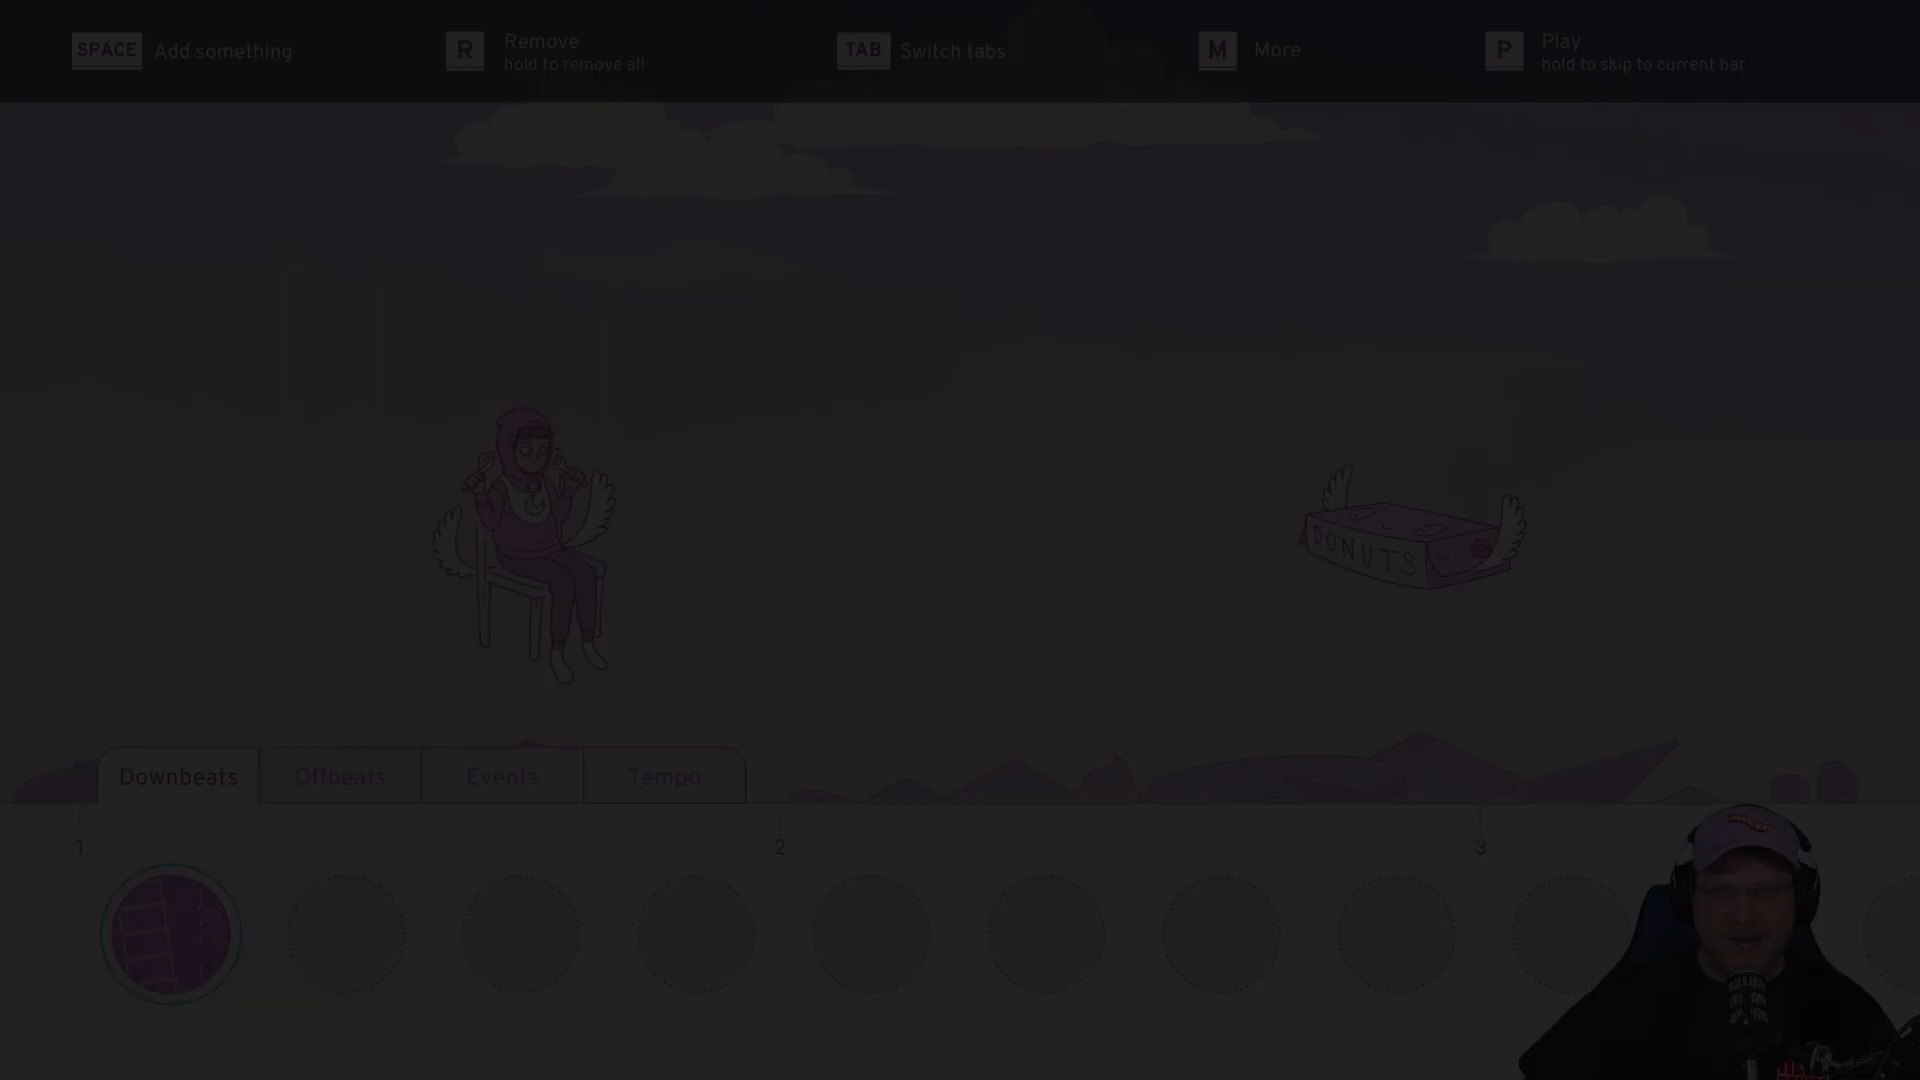 SPACE Add something
R Remove
hold to remove all
TAB Switch tabs
M More
P Play
hold to skip to current bar
DONUTS
Downbeats Offbeats Events Tempo
1 2 3